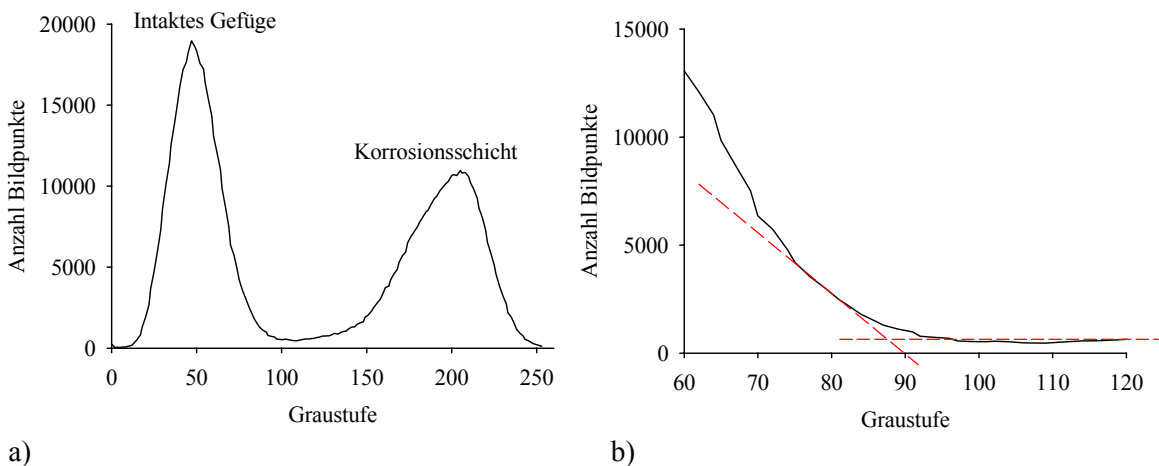 20000
Intaktes Gefüge
15000
Korrosionsschicht
10000
5000
0
Anzahl Bildpunkte
0 50 100 150 200 250
Graustufe
a)
15000
10000
5000
0
Anzahl Bildpunkte
60 70 80 90 100 110 120
Graustufe
b)